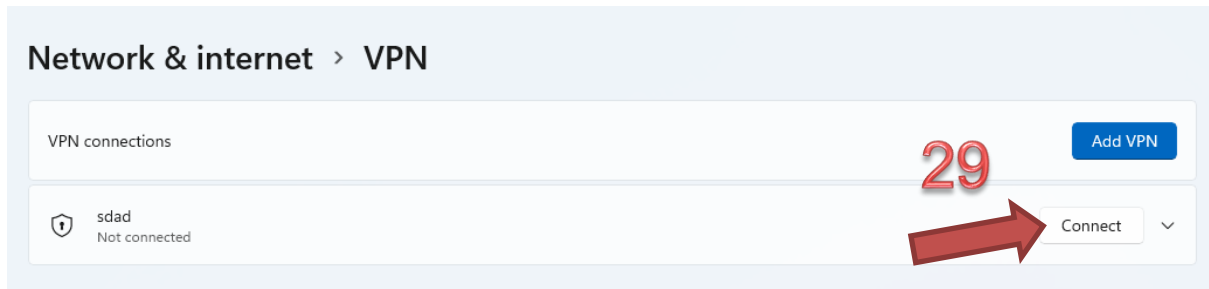 Network & internet > VPN
VPN connections
Add VPN
29
sdad
Not connected
Connect